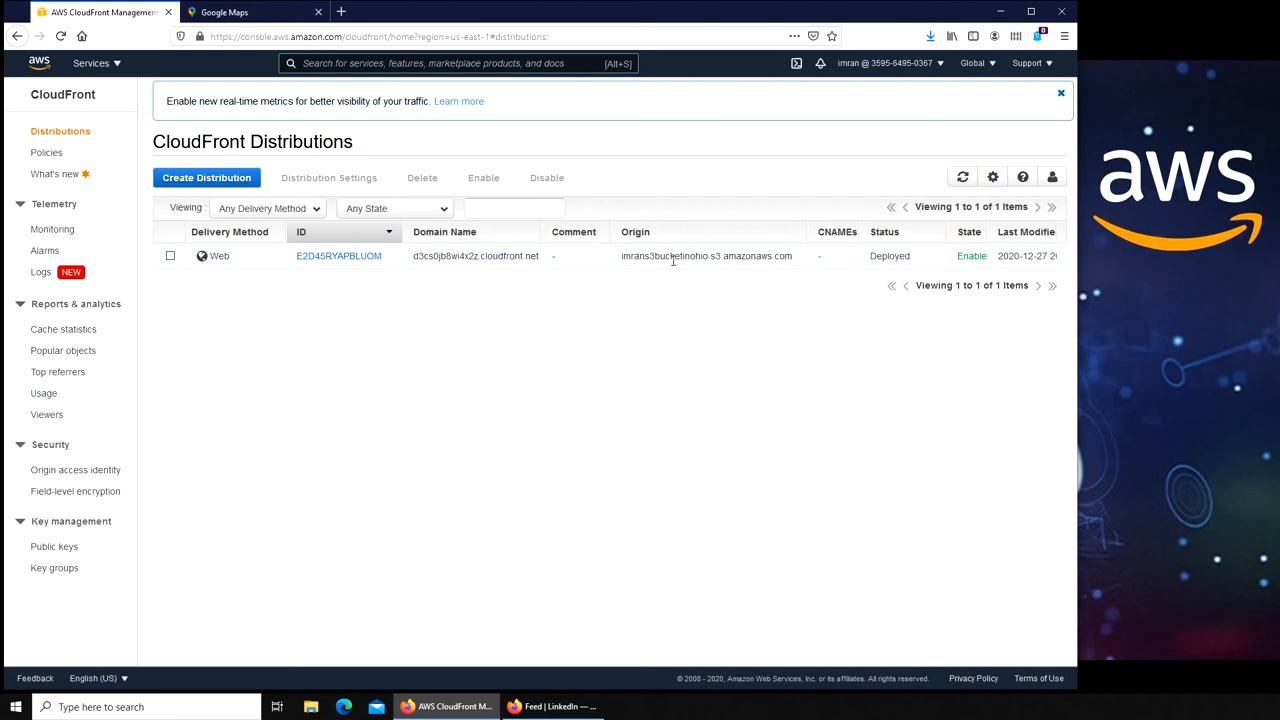 AWS CloudFront Management
Google Maps
https://console.aws.amazon.com/cloudfront/home?region=us-east-1#distributions:
0
aws
Services
Search for services, features, marketplace products, and docs
[Alt+S]
imran @ 3595-6495-0367
Global
Support
CloudFront
Distributions
Policies
What's new
Telemetry
Monitoring
Alarms
Logs NEW
Reports & analytics
Cache statistics
Popular objects
Top referrers
Usage
Viewers
Security
Origin access identity
Field-level encryption
Key management
Public keys
Key groups
Enable new real-time metrics for better visibility of your traffic. Learn more
CloudFront Distributions
Create Distribution
Distribution Settings
Delete
Enable
Disable
Viewing :
Any Delivery Method
Any State
Viewing 1 to 1 of 1 Items
Delivery Method
ID
Domain Name
Comment
Origin
CNAMEs
Status
State
Last Modifie
Web
E2D45RYAPBLUOM
d3cs0jb8wi4x2z.cloudfront.net
-
imrans3bucketinohio.s3.amazonaws.com
-
Deployed
Enable
2020-12-27 20
Viewing 1 to 1 of 1 Items
aws
Feedback
English (US)
© 2008 - 2020, Amazon Web Services, Inc. or its affiliates. All rights reserved.
Privacy Policy
Terms of Use
Type here to search
AWS CloudFront M...
Feed | LinkedIn — ...